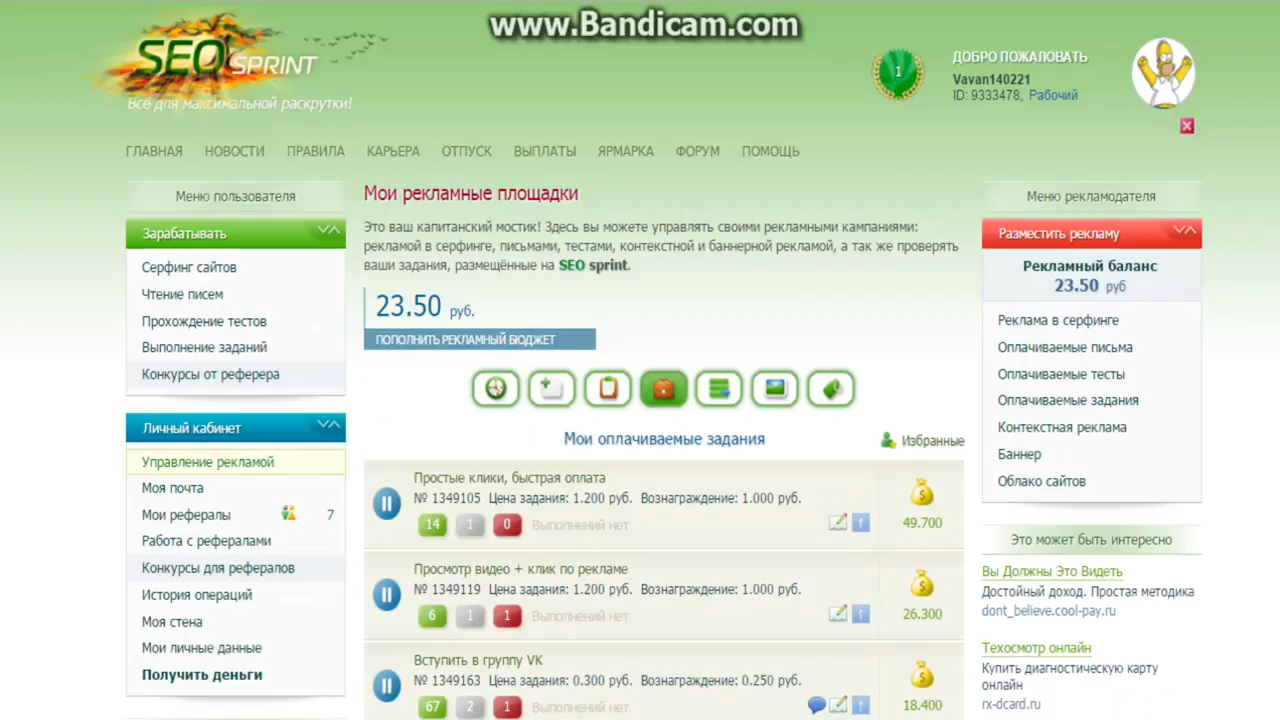 www.Bandicam.com
SEO SPRINT
Всё для максимальной раскрутки!
1
ДОБРО ПОЖАЛОВАТЬ
Vavan140221
ID: 9333478, Рабочий
ГЛАВНАЯ НОВОСТИ ПРАВИЛА КАРЬЕРА ОТПУСК ВЫПЛАТЫ ЯРМАРКА ФОРУМ ПОМОЩЬ
Меню пользователя
Зарабатывать
Серфинг сайтов
Чтение писем
Прохождение тестов
Выполнение заданий
Конкурсы от реферера
Личный кабинет
Управление рекламой
Моя почта
Мои рефералы 7
Работа с рефералами
Конкурсы для рефералов
История операций
Моя стена
Мои личные данные
Получить деньги
Мои рекламные площадки
Это ваш капитанский мостик! Здесь вы можете управлять своими рекламными кампаниями:
рекламой в серфинге, письмами, тестами, контекстной и баннерной рекламой, а так же проверять
ваши задания, размещённые на SEO sprint.
23.50 руб.
ПОПОЛНИТЬ РЕКЛАМНЫЙ БЮДЖЕТ
Мои оплачиваемые задания
Избранные
Простые клики, быстрая оплата
№ 1349105 Цена задания: 1.200 руб. Вознаграждение: 1.000 руб.
14 1 0 Выполнений нет
49.700
Просмотр видео + клик по рекламе
№ 1349119 Цена задания: 1.200 руб. Вознаграждение: 1.000 руб.
6 1 1 Выполнений нет
26.300
Вступить в группу VK
№ 1349163 Цена задания: 0.300 руб. Вознаграждение: 0.250 руб.
67 2 1 Выполнений нет
18.400
Меню рекламодателя
Разместить рекламу
Рекламный баланс
23.50 руб
Реклама в серфинге
Оплачиваемые письма
Оплачиваемые тесты
Оплачиваемые задания
Контекстная реклама
Баннер
Облако сайтов
Это может быть интересно
Вы Должны Это Видеть
Достойный доход. Простая методика
dont_believe.cool-pay.ru
Техосмотр онлайн
Купить диагностическую карту
онлайн
rx-dcard.ru